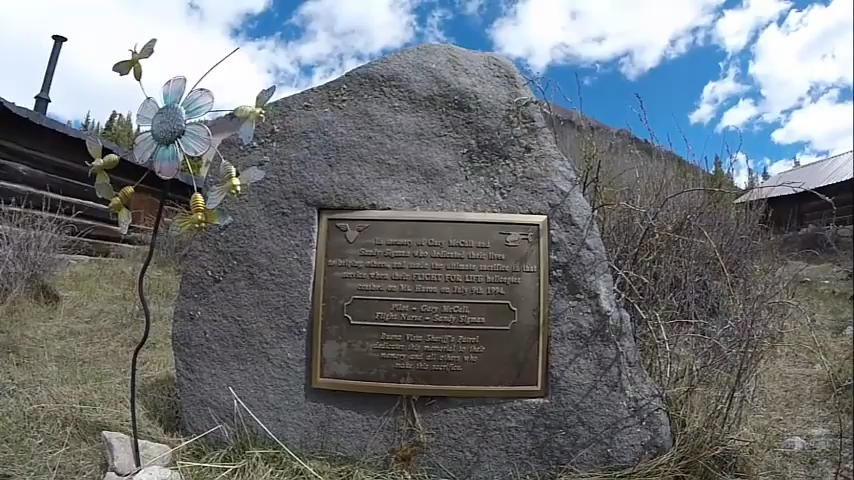 In memory of Gary McCall and
Sandy Sigman who dedicated their lives
to helping others, and made the ultimate sacrifice in that
service when their FLIGHT FOR LIFE helicopter
crashed on Mt. Huron on July 9th 1994.
Pilot - Gary McCall,
Flight Nurse - Sandy Sigman
Buena Vista Sheriff's Patrol
dedicates this memorial to their
memory and all others who
make this sacrifice.